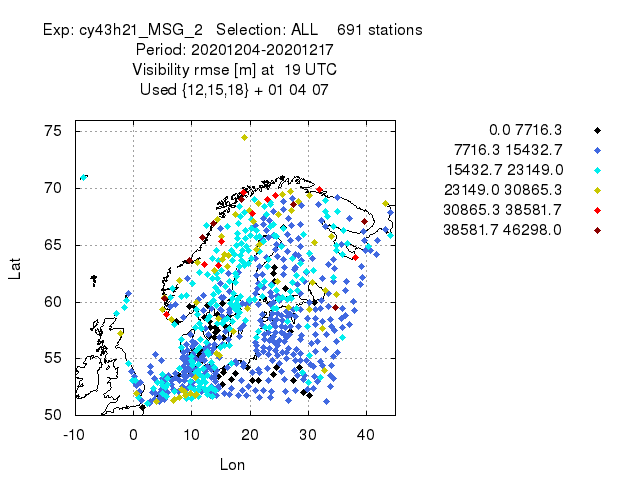 Exp: cy43h21_MSG_2 Selection: ALL 691 stations
Period: 20201204-20201217
Visibility rmse [m] at 19 UTC
Used {12,15,18} + 01 04 07
0.0 7716.3
7716.3 15432.7
15432.7 23149.0
23149.0 30865.3
30865.3 38581.7
38581.7 46298.0
75
70
65
60
55
50
Lat
-10 0 10 20 30 40
Lon